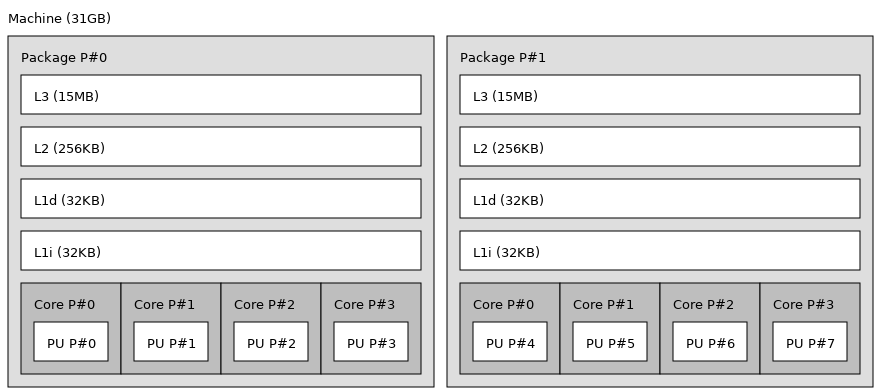 Machine (31GB)
Package P#0
L3 (15MB)
L2 (256KB)
L1d (32KB)
L1i (32KB)
Core P#0 Core P#1 Core P#2 Core P#3
PU P#0 PU P#1 PU P#2 PU P#3
Package P#1
L3 (15MB)
L2 (256KB)
L1d (32KB)
L1i (32KB)
Core P#0 Core P#1 Core P#2 Core P#3
PU P#4 PU P#5 PU P#6 PU P#7